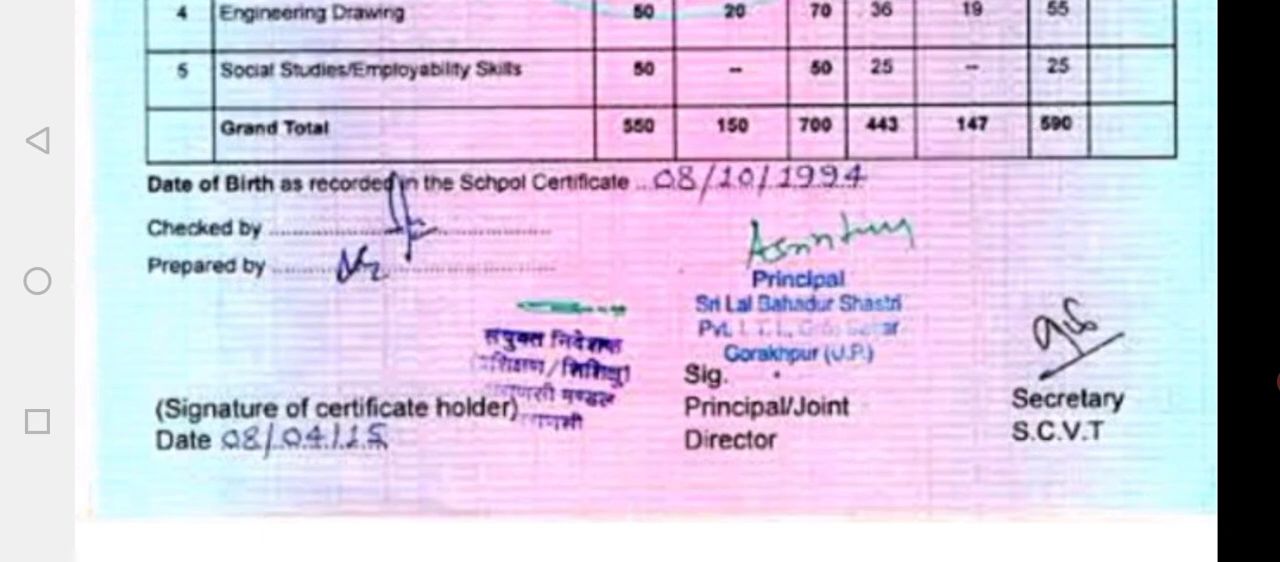 4 Engineering Drawing 50 20 70 36 19 55
5 Social Studies/Employability Skills 50 -- 50 25 -- 25
Grand Total 550 150 700 443 147 590
Date of Birth as recorded in the School Certificate .. 08/10/1994
Checked by
Prepared by
Principal
Sri Lal Bahadur Shastri
Pvt. I. T. I.,
Gorakhpur (U.P.)
संयुक्त निदेशक
मण्डल
(Signature of certificate holder)
Date 08/04/15
Sig.
Principal/Joint
Director
Secretary
S.C.V.T